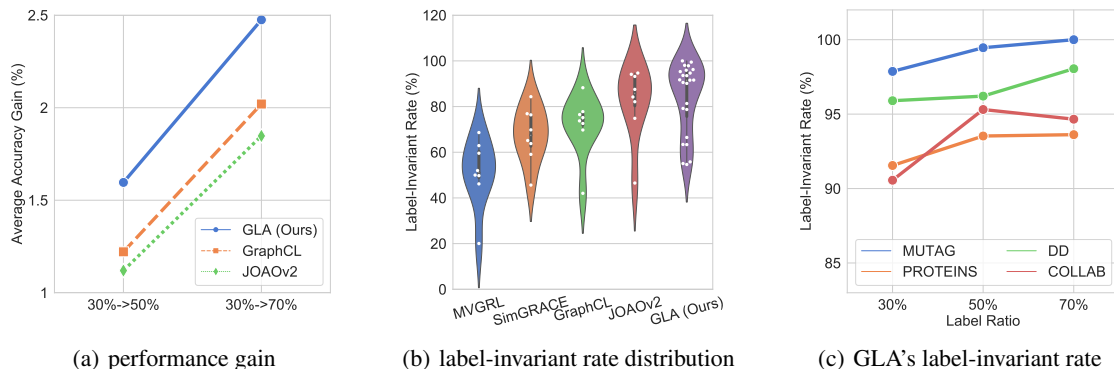 2.5
2
1.5
1
Average Accuracy Gain (%)
GLA (Ours)
GraphCL
JOAOv2
30%->50%
30%->70%
(a) performance gain
120
100
80
60
40
20
0
Label-Invariant Rate (%)
MVGRL
SimGRACE
GraphCL
JOAOv2
GLA (Ours)
(b) label-invariant rate distribution
100
95
90
85
Label-Invariant Rate (%)
MUTAG
DD
PROTEINS
COLLAB
30%
50%
70%
Label Ratio
(c) GLA's label-invariant rate